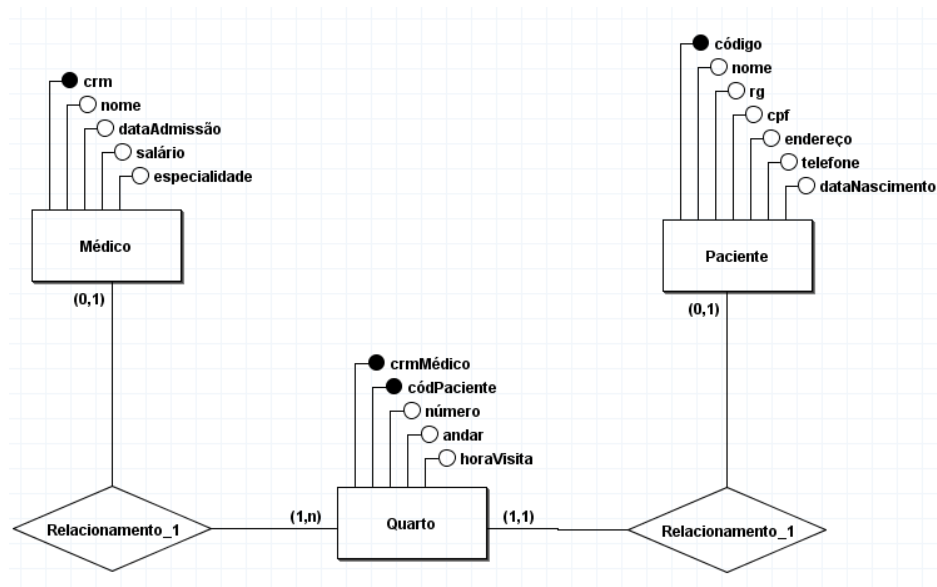 crm
nome
dataAdmissão
salário
especialidade
Médico
(0,1)
código
nome
rg
cpf
endereço
telefone
dataNascimento
Paciente
(0,1)
crmMédico
códPaciente
número
andar
horaVisita
Relacionamento_1
(1,n)
Quarto
(1,1)
Relacionamento_1